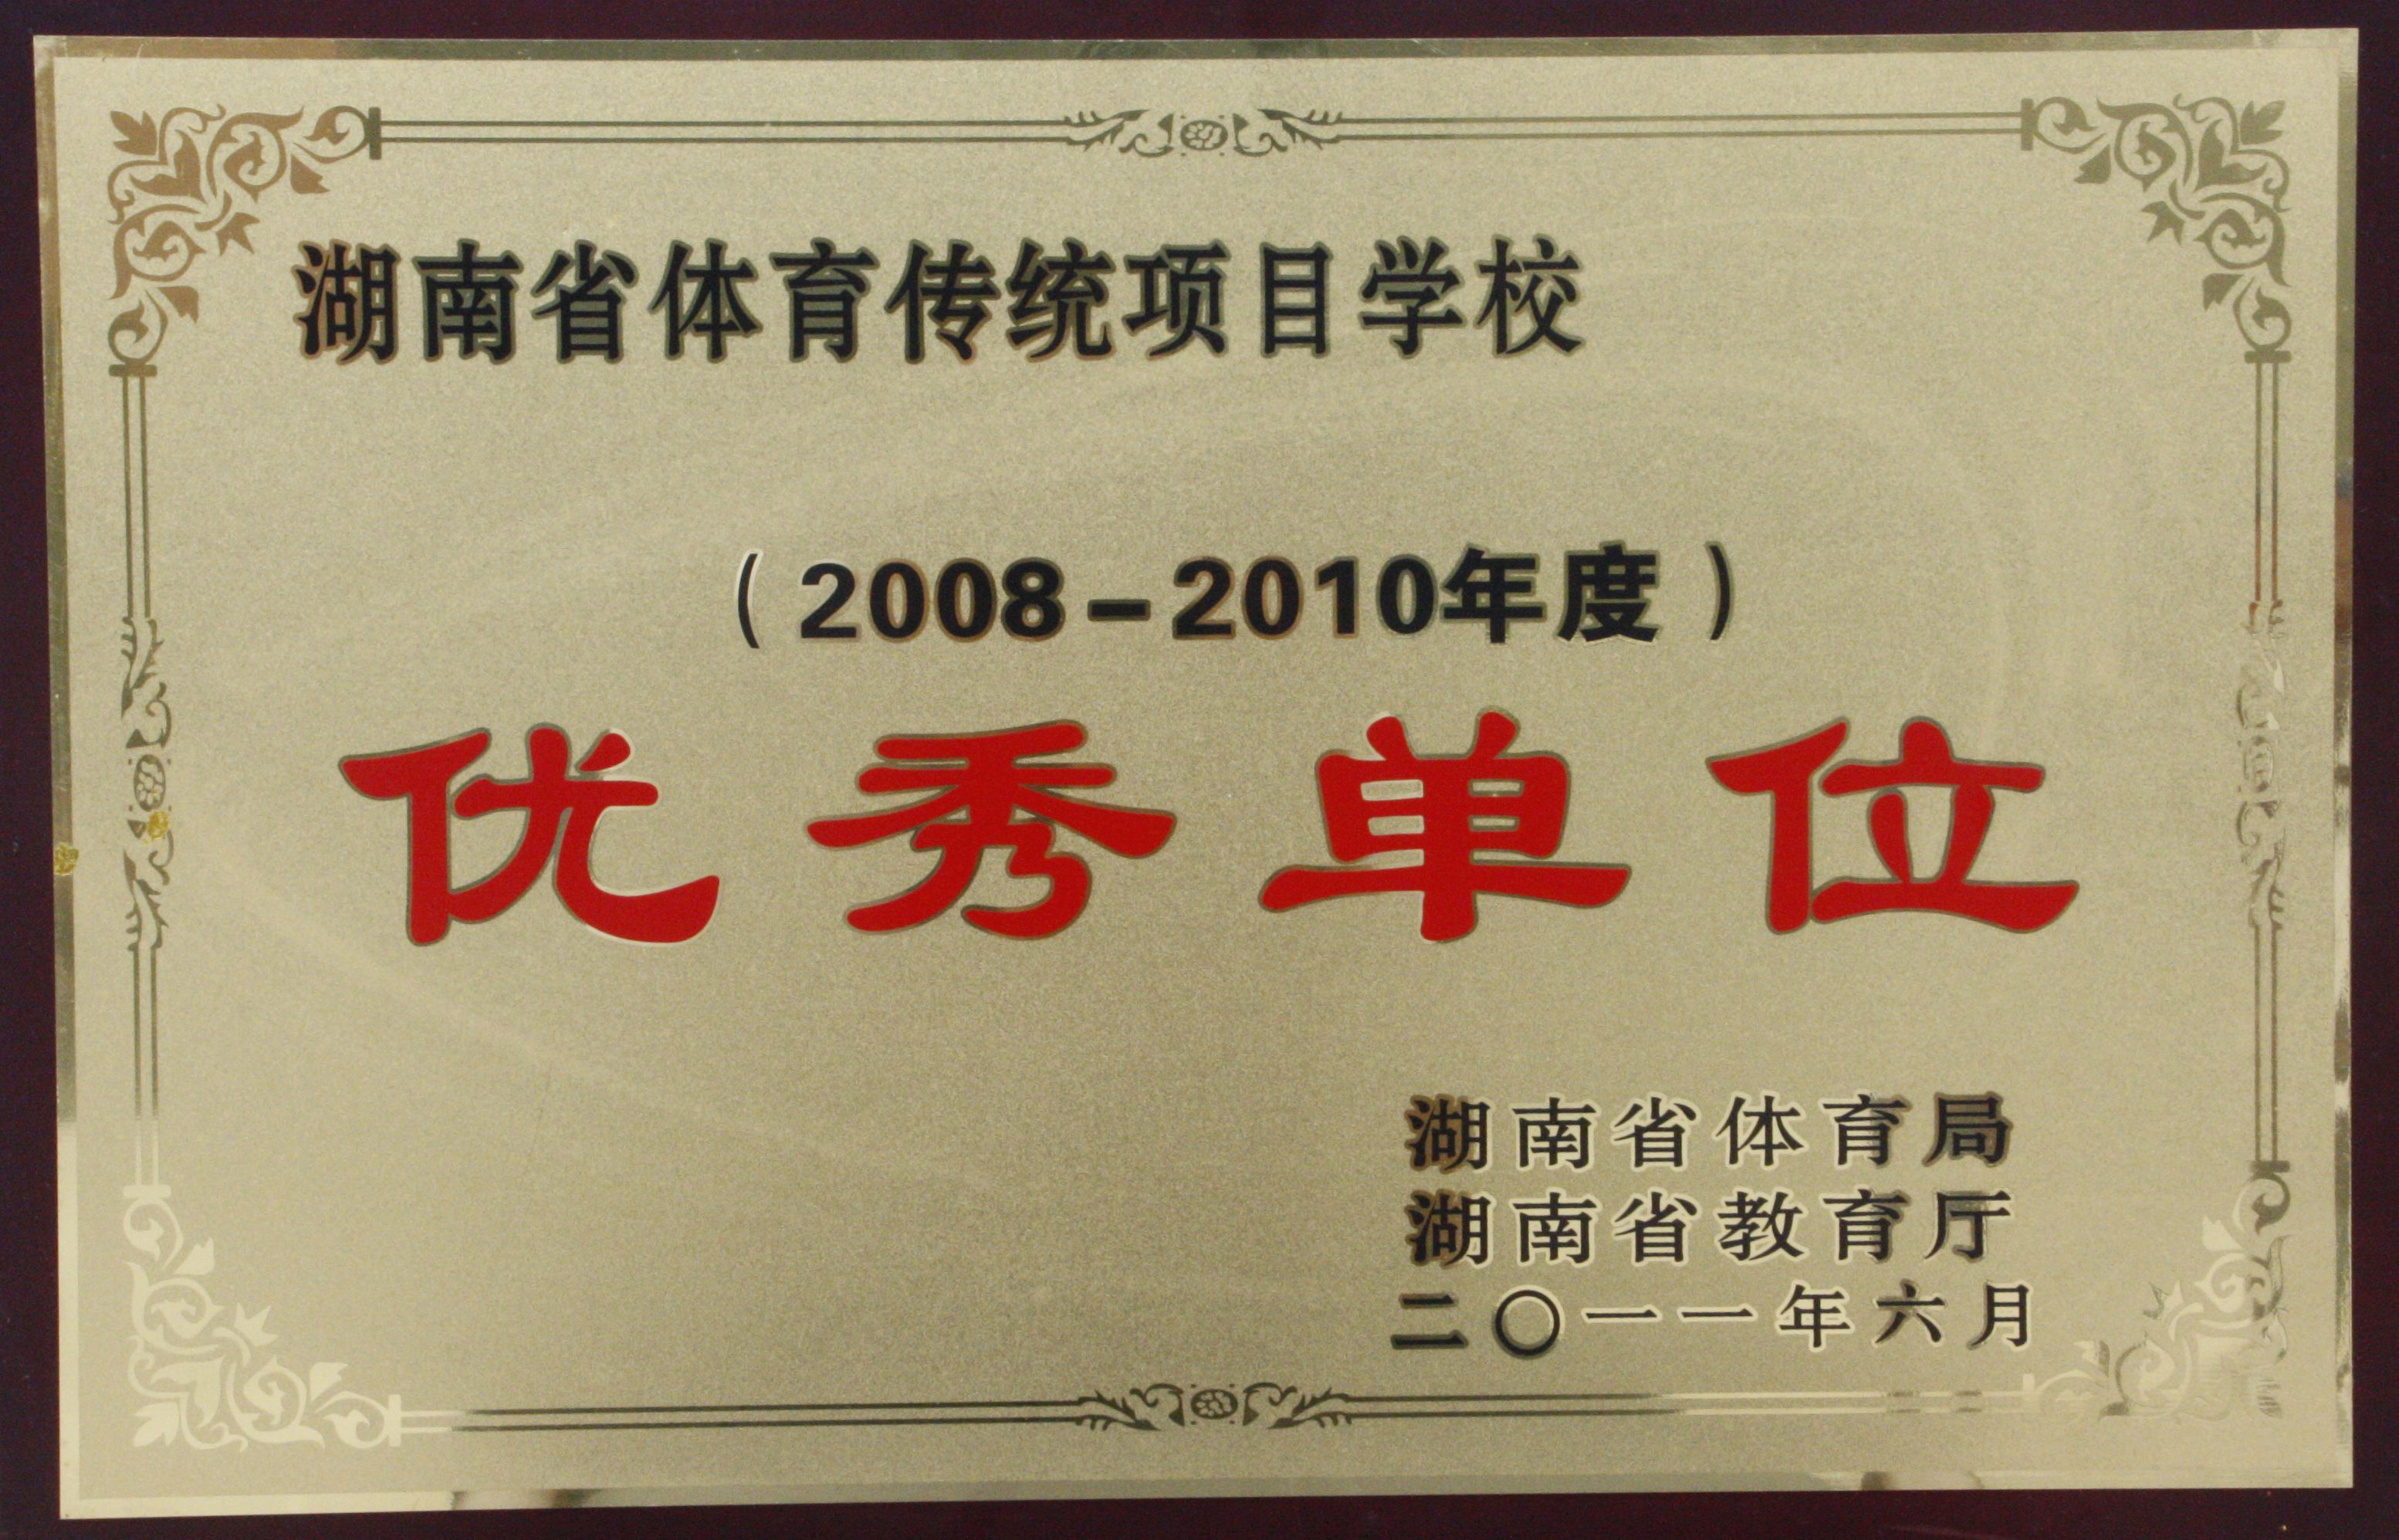 湖南省体育传统项目学校
（2008－2010年度）
优秀单位
湖南省体育局
湖南省教育厅
二〇一一年六月